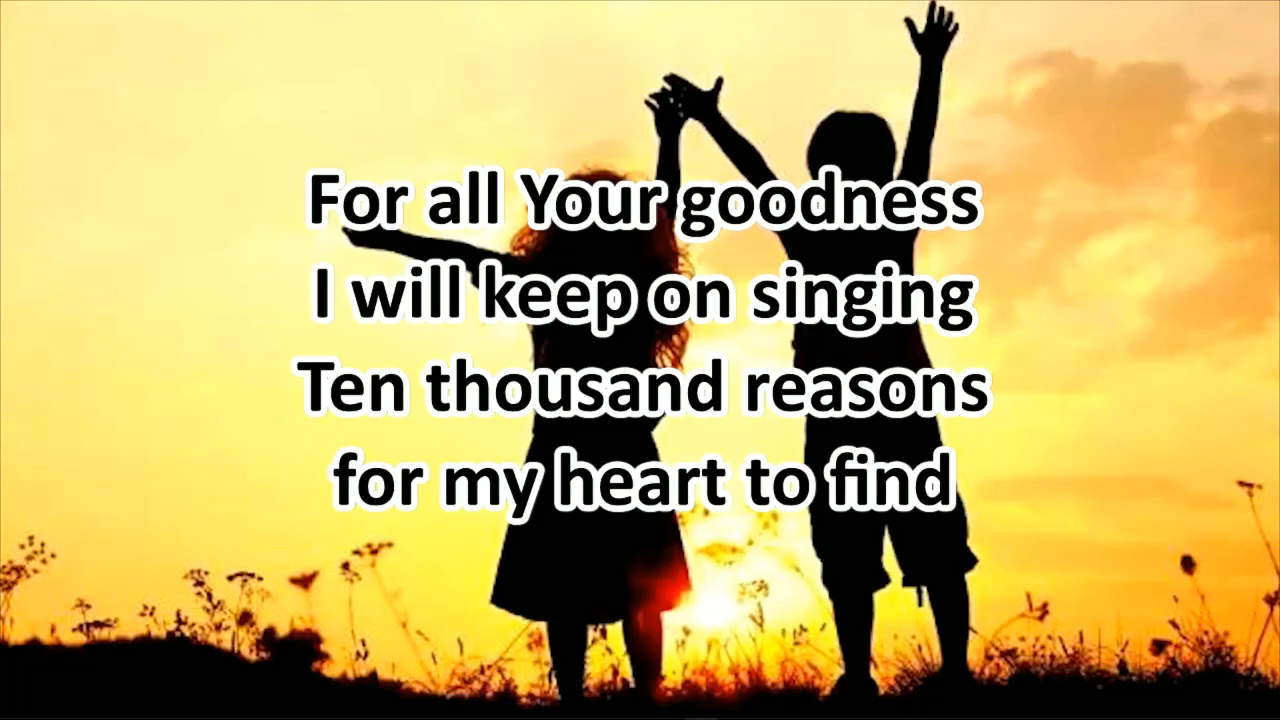 For all Your goodness
I will keep on singing
Ten thousand reasons
for my heart to find